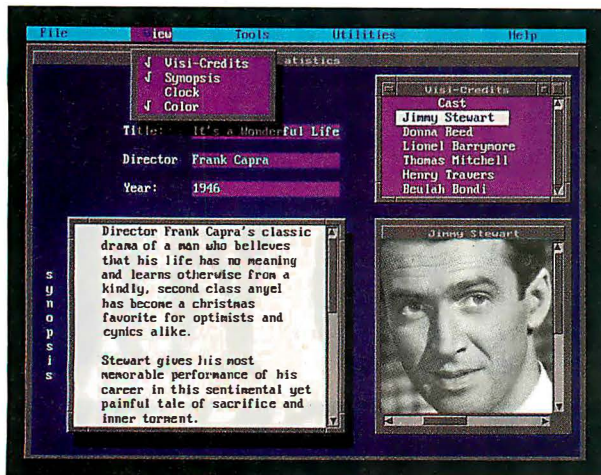 File View Tools Utilities Help
atistics
√ Visi-Credits
√ Synopsis
Clock
√ Color
Title: It's a Wonderful Life
Director Frank Capra
Year: 1946
Visi-Credits
Cast
Jimmy Stewart
Donna Reed
Lionel Barrymore
Thomas Mitchell
Henry Travers
Beulah Bondi
synopsis
Director Frank Capra's classic
drama of a man who believes
that his life has no meaning
and learns otherwise from a
kindly, second class angel
has become a christmas
favorite for optimists and
cynics alike.
Stewart gives his most
memorable performance of his
career in this sentimental yet
painful tale of sacrifice and
inner torment.
Jimmy Stewart